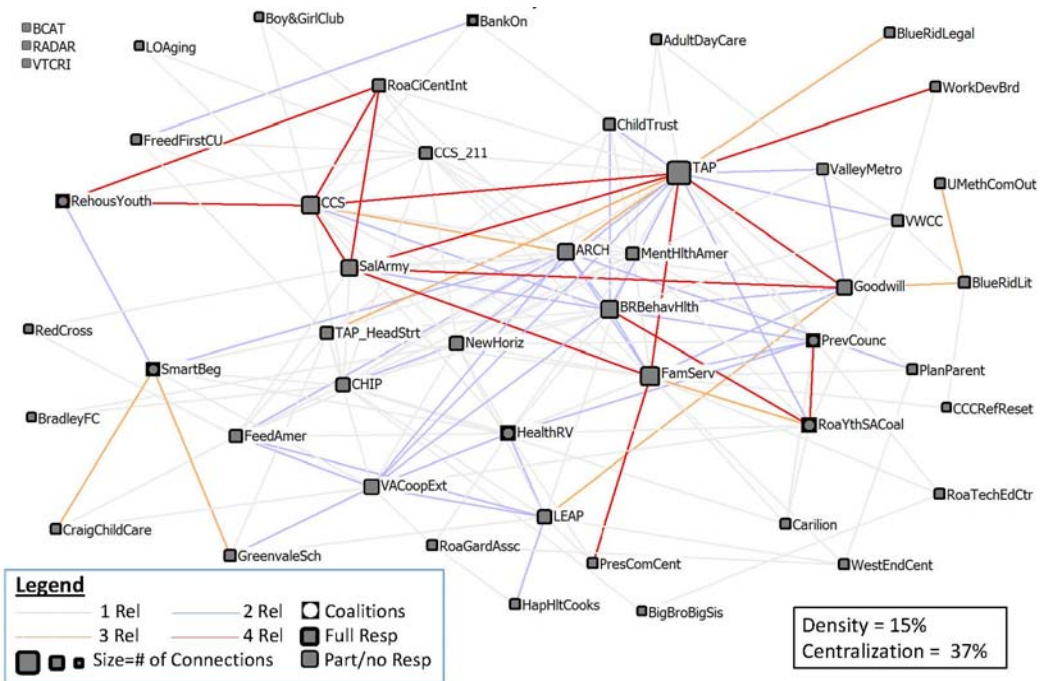 Boy&GirlClub
BankOn
BCAT
RADAR
VTCRI
LOAging
AdultDayCare
BlueRidLegal
RoaCiCentInt
WorkDevBrd
FreedFirstCU
ChildTrust
CCS_211
TAP
ValleyMetro
UMethComOut
RehousYouth
CCS
VWCC
ARCH
MentHlthAmer
SalArmy
Goodwill
BlueRidLit
BRBehavHlth
RedCross
TAP_HeadStrt
NewHoriz
PrevCounc
SmartBeg
CHIP
FamServ
PlanParent
BradleyFC
CCCRefReset
FeedAmer
HealthRV
RoaYthSACoal
VACoopExt
RoaTechEdCtr
CraigChildCare
LEAP
Carilion
GreenvaleSch
RoaGardAssc
PresComCent
WestEndCent
HapHltCooks
BigBroBigSis
Legend
1 Rel 2 Rel Coalitions
3 Rel 4 Rel Full Resp
Size=# of Connections Part/no Resp
Density = 15%
Centralization = 37%